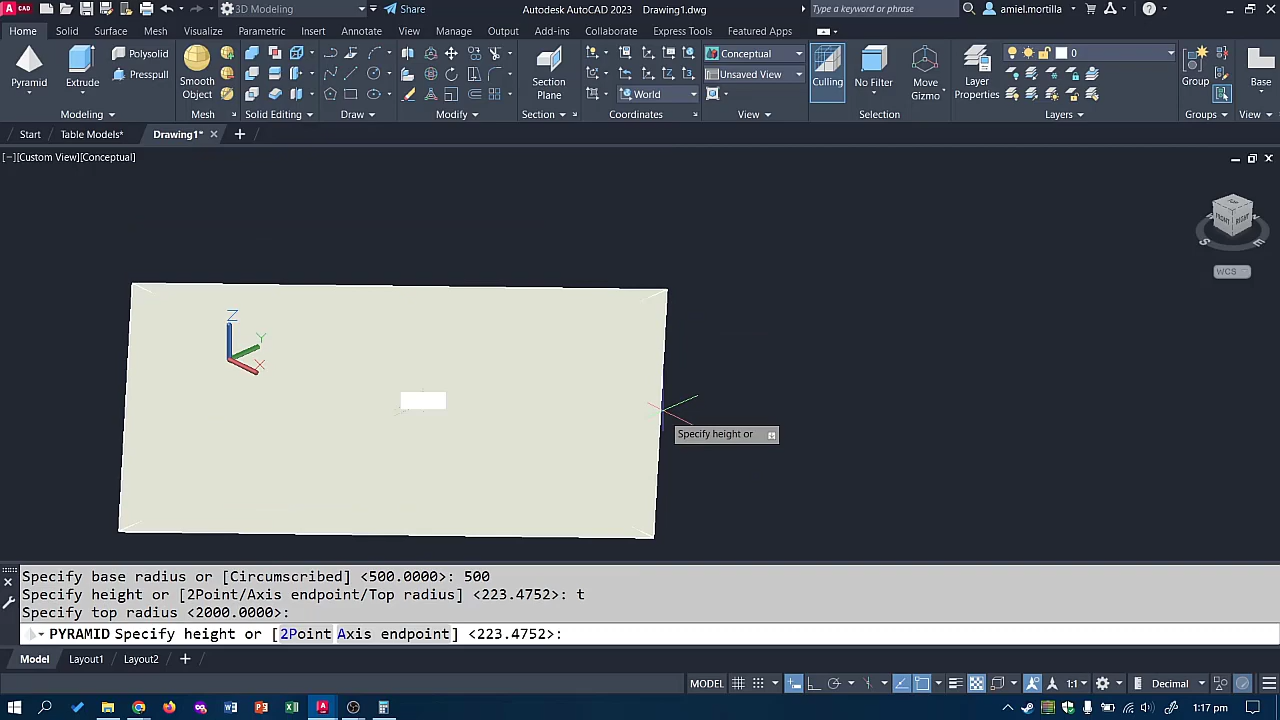 CAD
3D Modeling
Share
Autodesk AutoCAD 2023 Drawing1.dwg
Type a keyword or phrase
amiel.mortilla
Home Solid Surface Mesh Visualize Parametric Insert Annotate View Manage Output Add-ins Collaborate Express Tools Featured Apps
Pyramid
Extrude
Polysolid
Presspull
Smooth
Object
Section
Plane
World
Conceptual
Unsaved View
Culling
No Filter
Move
Gizmo
Layer
Properties
0
Group
Base
Modeling
Mesh
Solid Editing
Draw
Modify
Section
Coordinates
View
Selection
Layers
Groups
View
Start
Table Models*
Drawing1*
[−][Custom View][Conceptual]
TOP
FRONT
RIGHT
S
E
WCS
Z
Y
X
Specify height or
Specify base radius or [Circumscribed] <500.0000>: 500
Specify height or [2Point/Axis endpoint/Top radius] <223.4752>: t
Specify top radius <2000.0000>:
PYRAMID Specify height or [2Point Axis endpoint] <223.4752>:
Model
Layout1
Layout2
MODEL
1:1
Decimal
1:17 pm